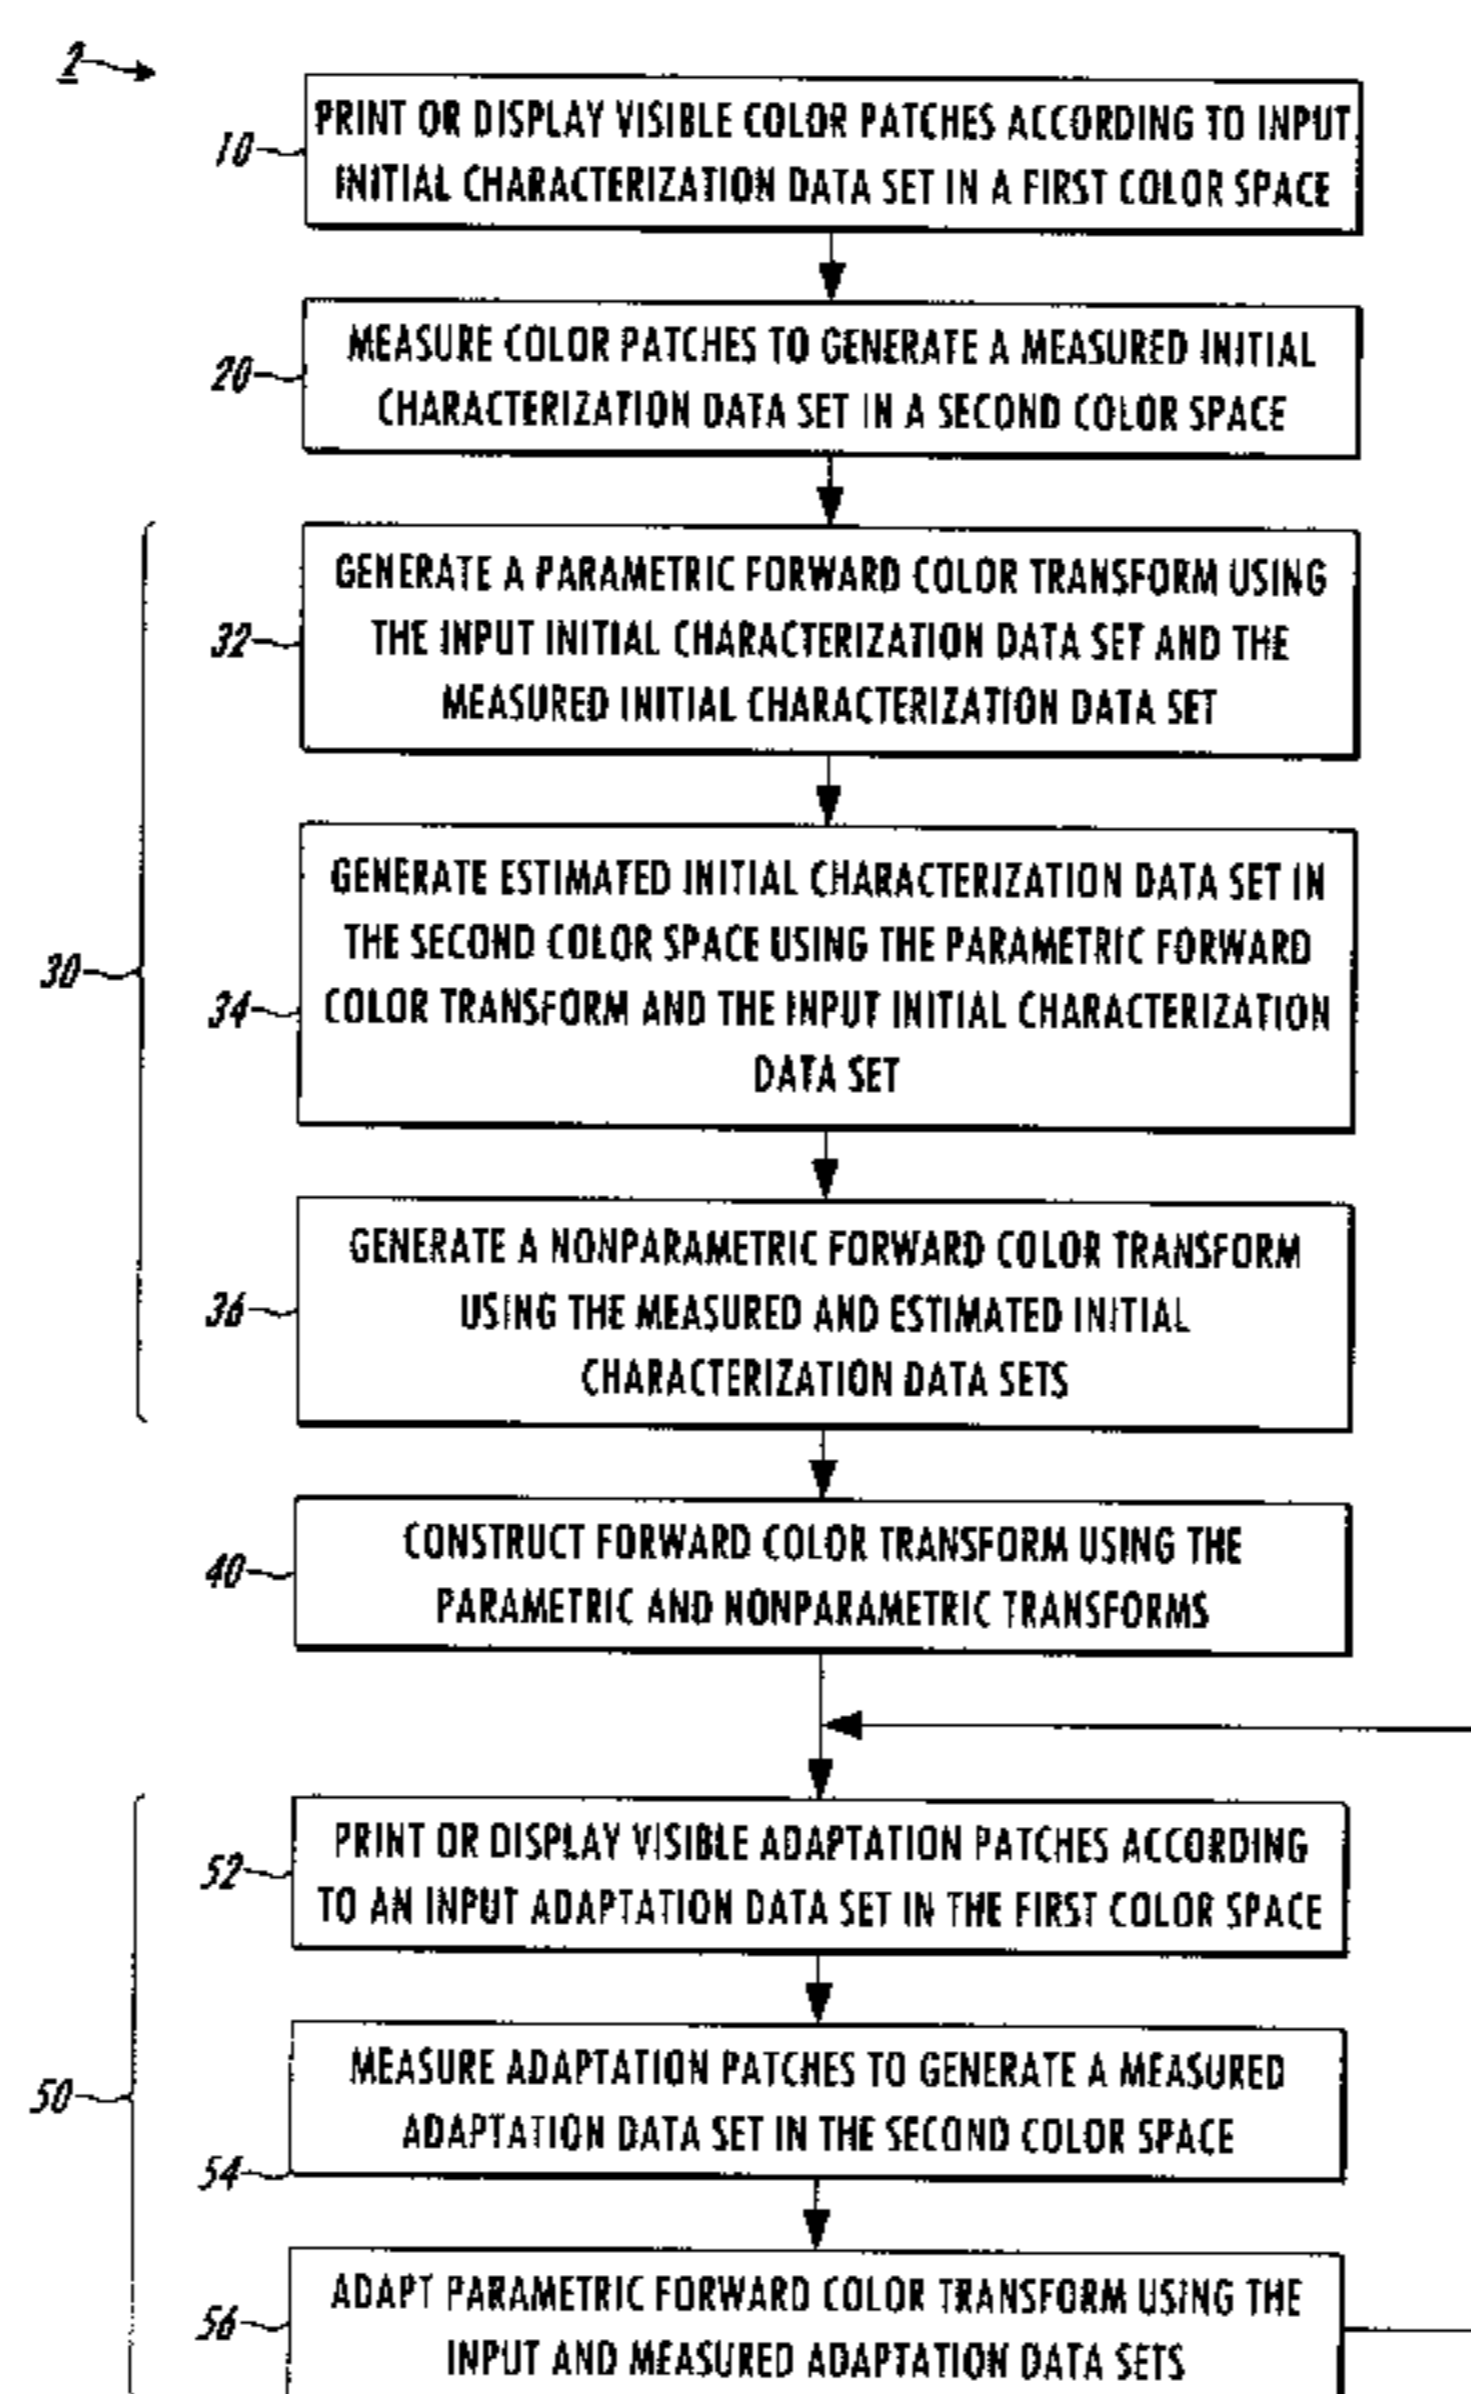 2
10
PRINT OR DISPLAY VISIBLE COLOR PATCHES ACCORDING TO INPUT
INITIAL CHARACTERIZATION DATA SET IN A FIRST COLOR SPACE
20
MEASURE COLOR PATCHES TO GENERATE A MEASURED INITIAL
CHARACTERIZATION DATA SET IN A SECOND COLOR SPACE
30
32
GENERATE A PARAMETRIC FORWARD COLOR TRANSFORM USING
THE INPUT INITIAL CHARACTERIZATION DATA SET AND THE
MEASURED INITIAL CHARACTERIZATION DATA SET
34
GENERATE ESTIMATED INITIAL CHARACTERIZATION DATA SET IN
THE SECOND COLOR SPACE USING THE PARAMETRIC FORWARD
COLOR TRANSFORM AND THE INPUT INITIAL CHARACTERIZATION
DATA SET
36
GENERATE A NONPARAMETRIC FORWARD COLOR TRANSFORM
USING THE MEASURED AND ESTIMATED INITIAL
CHARACTERIZATION DATA SETS
40
CONSTRUCT FORWARD COLOR TRANSFORM USING THE
PARAMETRIC AND NONPARAMETRIC TRANSFORMS
50
52
PRINT OR DISPLAY VISIBLE ADAPTATION PATCHES ACCORDING
TO AN INPUT ADAPTATION DATA SET IN THE FIRST COLOR SPACE
54
MEASURE ADAPTATION PATCHES TO GENERATE A MEASURED
ADAPTATION DATA SET IN THE SECOND COLOR SPACE
56
ADAPT PARAMETRIC FORWARD COLOR TRANSFORM USING THE
INPUT AND MEASURED ADAPTATION DATA SETS